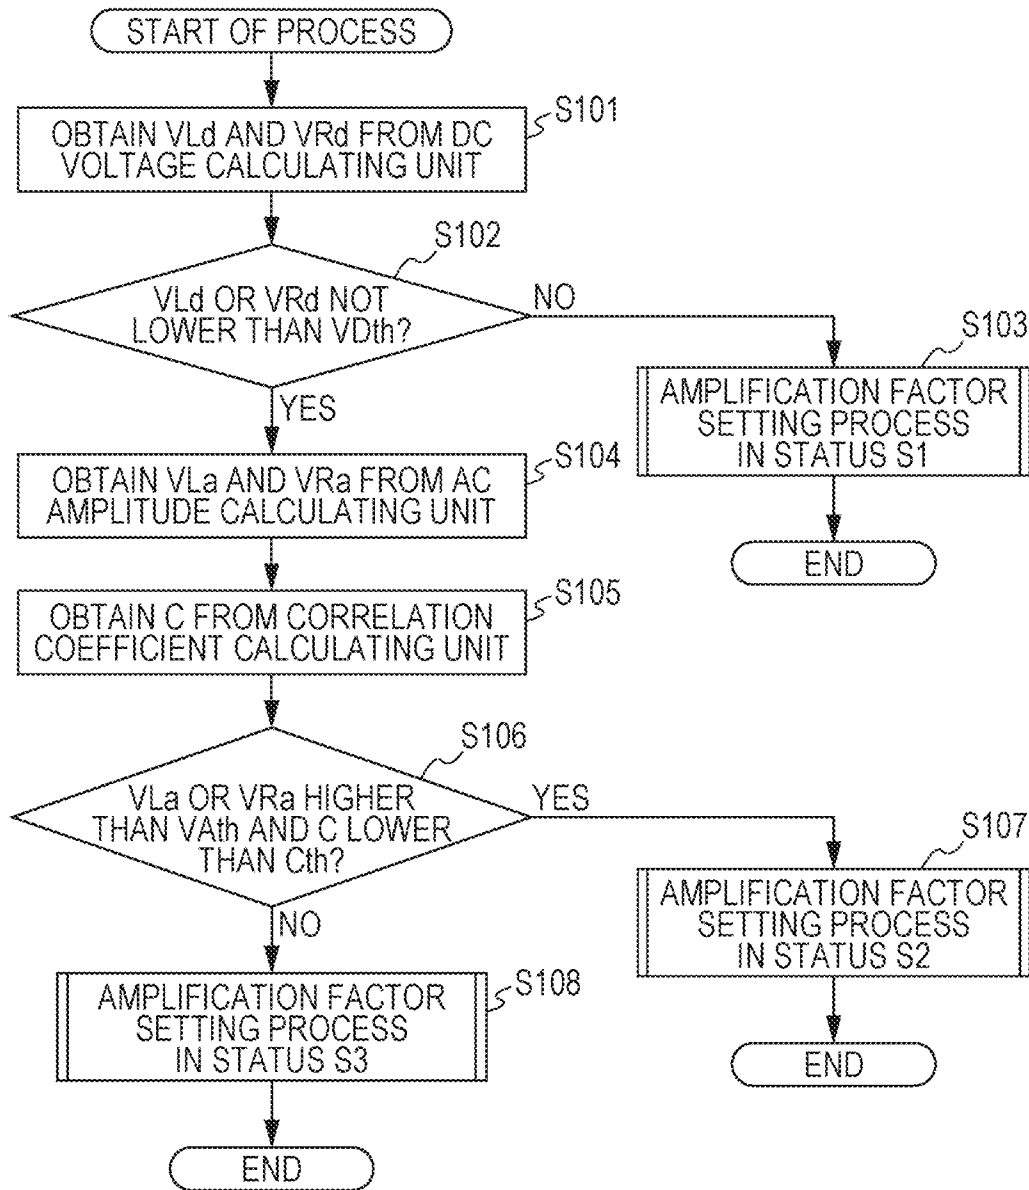 START OF PROCESS
S101
OBTAIN VLd AND VRd FROM DC
VOLTAGE CALCULATING UNIT
S102
VLd OR VRd NOT
LOWER THAN VDth?
NO
YES
S103
AMPLIFICATION FACTOR
SETTING PROCESS
IN STATUS S1
END
S104
OBTAIN VLa AND VRa FROM AC
AMPLITUDE CALCULATING UNIT
S105
OBTAIN C FROM CORRELATION
COEFFICIENT CALCULATING UNIT
S106
VLa OR VRa HIGHER
THAN VAth AND C LOWER
THAN Cth?
YES
NO
S107
AMPLIFICATION FACTOR
SETTING PROCESS
IN STATUS S2
END
S108
AMPLIFICATION FACTOR
SETTING PROCESS
IN STATUS S3
END